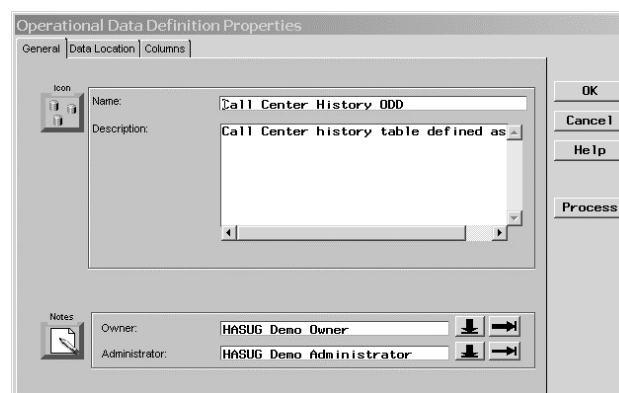 Operational Data Definition Properties
General Data Location Columns
Icon
Name: Call Center History ODD
Description: Call Center history table defined as
OK
Cancel
Help
Process
Notes
Owner: HASUG Demo Owner
Administrator: HASUG Demo Administrator